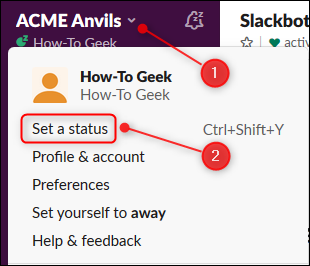 ACME Anvils
How-To Geek
Slackbot
1
How-To Geek
How-To Geek
Set a status Ctrl+Shift+Y
2
Profile & account
Preferences
Set yourself to away
Help & feedback